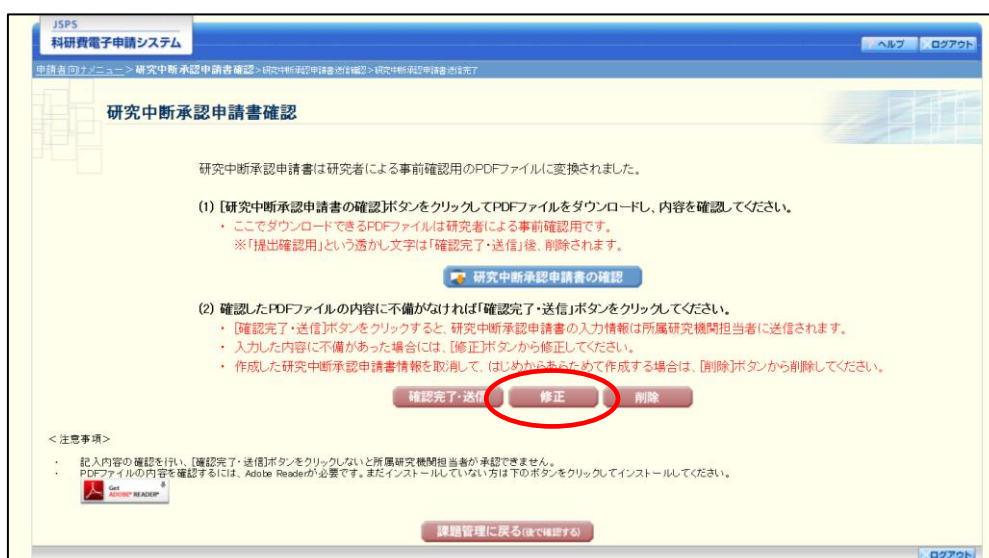 JSPS
科研費電子申請システム
ヘルプ ログアウト
申請者向けメニュー>研究中断承認申請書確認>研究中断承認申請書送信確認>研究中断承認申請書送信完了
研究中断承認申請書確認
研究中断承認申請書は研究者による事前確認用のPDFファイルに変換されました。
(1) [研究中断承認申請書の確認]ボタンをクリックしてPDFファイルをダウンロードし、内容を確認してください。
・ ここでダウンロードできるPDFファイルは研究者による事前確認用です。
※「提出確認用」という透かし文字は「確認完了・送信」後、削除されます。
研究中断承認申請書の確認
(2) 確認したPDFファイルの内容に不備がなければ「確認完了・送信」ボタンをクリックしてください。
・ [確認完了・送信]ボタンをクリックすると、研究中断承認申請書の入力情報は所属研究機関担当者に送信されます。
・ 入力した内容に不備があった場合には、[修正]ボタンから修正してください。
・ 作成した研究中断承認申請書情報を取消して、はじめからあらためて作成する場合は、[削除]ボタンから削除してください。
確認完了・送信 修正 削除
<注意事項>
・ 記入内容の確認を行い、[確認完了・送信]ボタンをクリックしないと所属研究機関担当者が承認できません。
・ PDFファイルの内容を確認するには、Adobe Readerが必要です。まだインストールしていない方は下のボタンをクリックしてインストールしてください。
Get
ADOBE® READER®
課題管理に戻る(後で確認する)
ログアウト